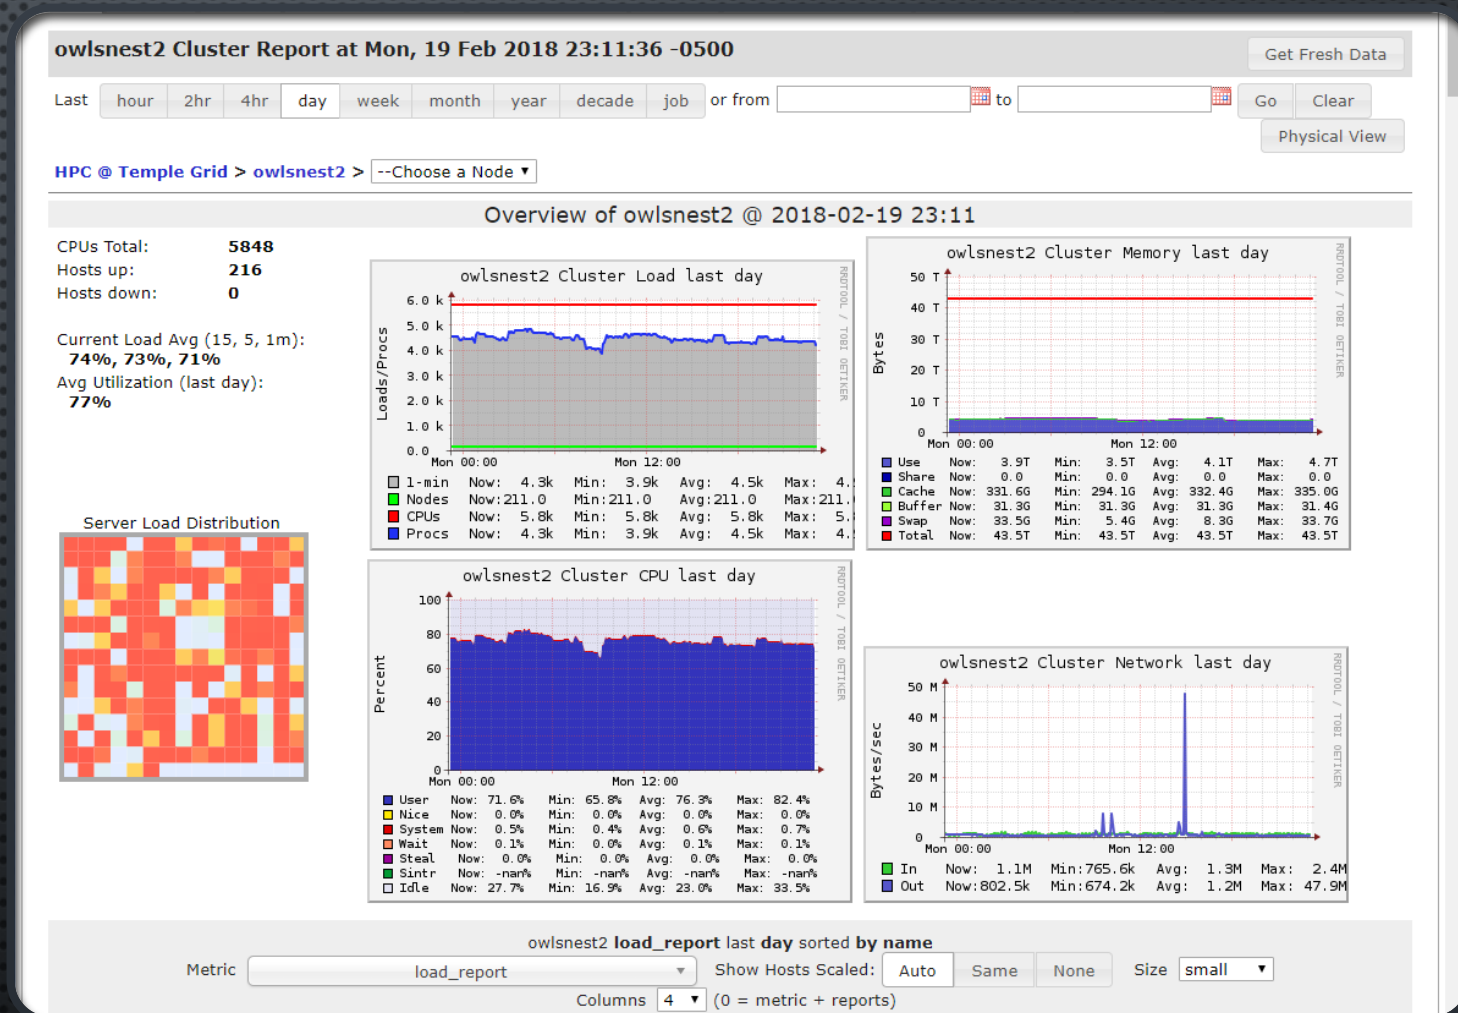 owlsnest2 Cluster Report at Mon, 19 Feb 2018 23:11:36 -0500
Get Fresh Data
Last hour 2hr 4hr day week month year decade job or from to Go Clear
Physical View
HPC @ Temple Grid > owlsnest2 > --Choose a Node
Overview of owlsnest2 @ 2018-02-19 23:11
CPUs Total: 5848
Hosts up: 216
Hosts down: 0
Current Load Avg (15, 5, 1m):
74%, 73%, 71%
Avg Utilization (last day):
77%
Server Load Distribution
owlsnest2 Cluster Load last day
RRDTOOL / TOBI OETIKER
Loads/Procs
6.0 k
5.0 k
4.0 k
3.0 k
2.0 k
1.0 k
0.0
Mon 00:00 Mon 12:00
1-min Now: 4.3k Min: 3.9k Avg: 4.5k Max: 4.
Nodes Now:211.0 Min:211.0 Avg:211.0 Max:211.
CPUs Now: 5.8k Min: 5.8k Avg: 5.8k Max: 5.
Procs Now: 4.3k Min: 3.9k Avg: 4.5k Max: 4.
owlsnest2 Cluster Memory last day
RRDTOOL / TOBI OETIKER
Bytes
50 T
40 T
30 T
20 T
10 T
0
Mon 00:00 Mon 12:00
Use Now: 3.9T Min: 3.5T Avg: 4.1T Max: 4.7T
Share Now: 0.0 Min: 0.0 Avg: 0.0 Max: 0.0
Cache Now: 331.6G Min: 294.1G Avg: 332.4G Max: 335.0G
Buffer Now: 31.3G Min: 31.3G Avg: 31.3G Max: 31.4G
Swap Now: 33.5G Min: 5.4G Avg: 8.3G Max: 33.7G
Total Now: 43.5T Min: 43.5T Avg: 43.5T Max: 43.5T
owlsnest2 Cluster CPU last day
RRDTOOL / TOBI OETIKER
Percent
100
80
60
40
20
0
Mon 00:00 Mon 12:00
User Now: 71.6% Min: 65.8% Avg: 76.3% Max: 82.4%
Nice Now: 0.0% Min: 0.0% Avg: 0.0% Max: 0.0%
System Now: 0.5% Min: 0.4% Avg: 0.6% Max: 0.7%
Wait Now: 0.1% Min: 0.0% Avg: 0.1% Max: 0.1%
Steal Now: 0.0% Min: 0.0% Avg: 0.0% Max: 0.0%
Sintr Now: -nan% Min: -nan% Avg: -nan% Max: -nan%
Idle Now: 27.7% Min: 16.9% Avg: 23.0% Max: 33.5%
owlsnest2 Cluster Network last day
RRDTOOL / TOBI OETIKER
Bytes/sec
50 M
40 M
30 M
20 M
10 M
0
Mon 00:00 Mon 12:00
In Now: 1.1M Min:765.6k Avg: 1.3M Max: 2.4M
Out Now:802.5k Min:674.2k Avg: 1.2M Max: 47.9M
owlsnest2 load_report last day sorted by name
Metric load_report Show Hosts Scaled: Auto Same None Size small
Columns 4 (0 = metric + reports)